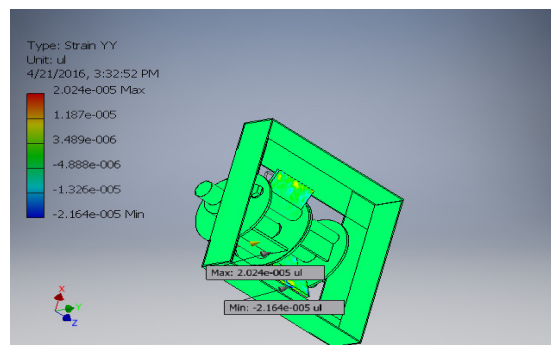 Type: Strain YY
Unit: ul
4/21/2016, 3:32:52 PM
2.024e-005 Max
1.187e-005
3.489e-006
-4.888e-006
-1.326e-005
-2.164e-005 Min
Max: 2.024e-005 ul
Min: -2.164e-005 ul
X
Y
Z